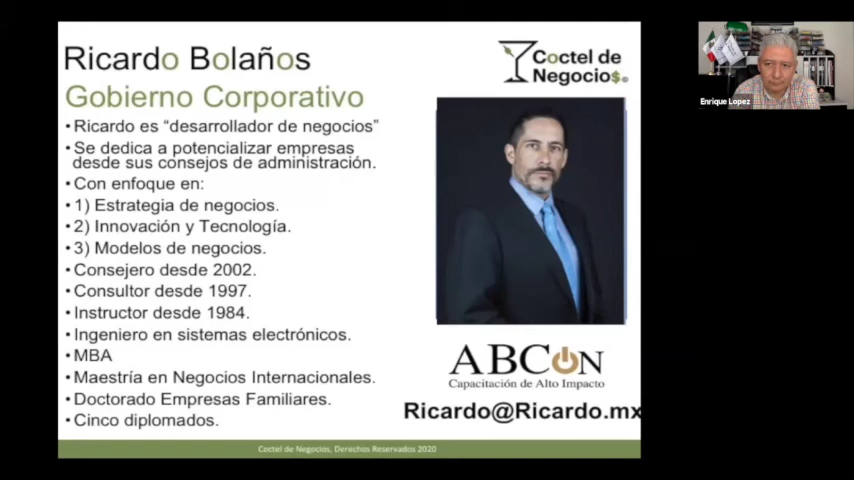 Ricardo Bolaños
Gobierno Corporativo
• Ricardo es “desarrollador de negocios”
• Se dedica a potencializar empresas
desde sus consejos de administración.
• Con enfoque en:
• 1) Estrategia de negocios.
• 2) Innovación y Tecnología.
• 3) Modelos de negocios.
• Consejero desde 2002.
• Consultor desde 1997.
• Instructor desde 1984.
• Ingeniero en sistemas electrónicos.
• MBA
• Maestría en Negocios Internacionales.
• Doctorado Empresas Familiares.
• Cinco diplomados.
Coctel de
Negocio$®
ABCON
Capacitación de Alto Impacto
Ricardo@Ricardo.mx
Coctel de Negocios, Derechos Reservados 2020
Enrique Lopez